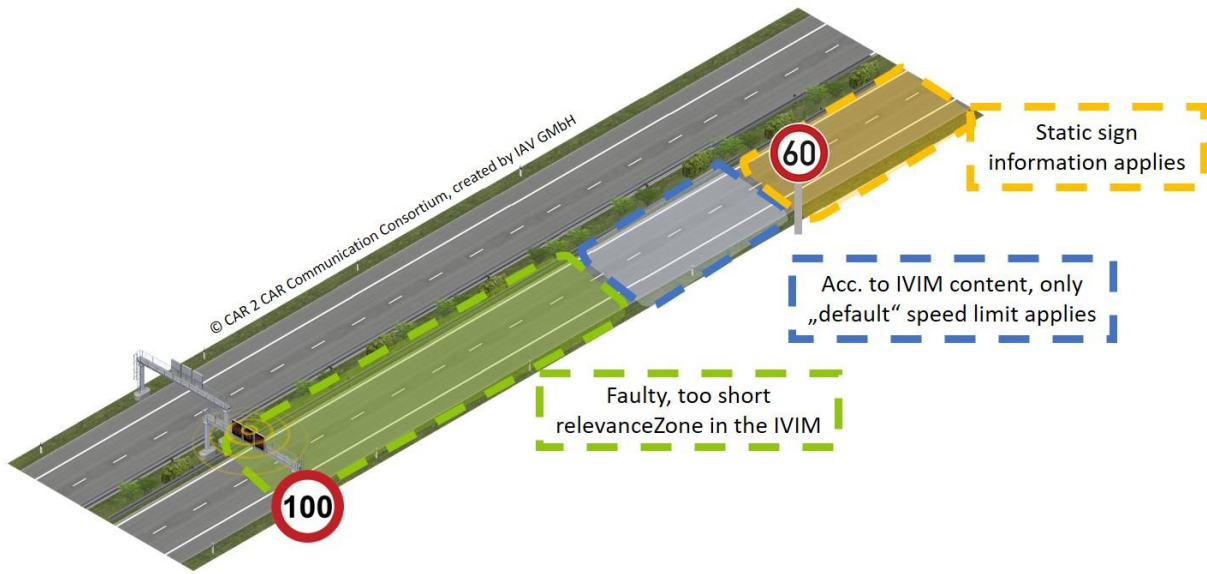 © CAR 2 CAR Communication Consortium, created by IAV GMbH
60
Static sign
information applies
Acc. to IVIM content, only
„default“ speed limit applies
Faulty, too short
relevanceZone in the IVIM
100